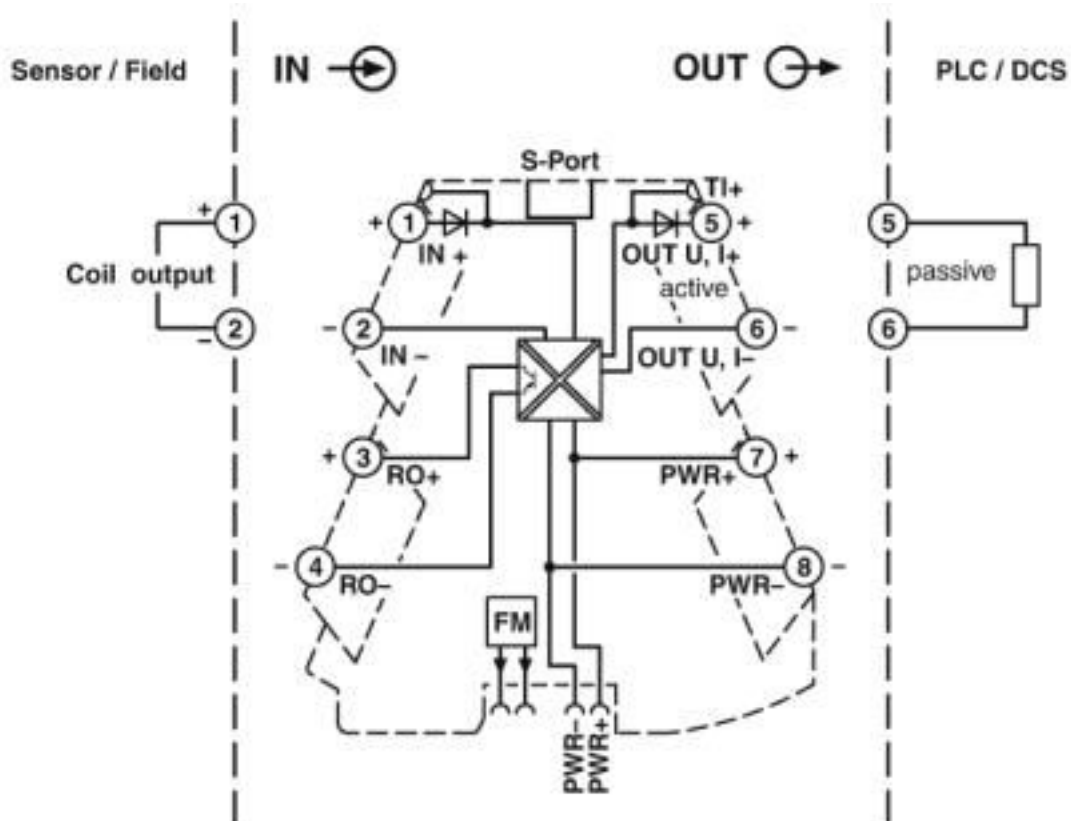 Sensor / Field
IN
OUT
PLC / DCS
S-Port
TI+
+ 1
+ 1
5 +
5
IN +
OUT U, I+
Coil output
active
passive
– 2
– 2
6 –
6
IN –
OUT U, I–
+ 3
7 +
RO+
PWR+
– 4
8 –
RO–
PWR–
FM
PWR–
PWR+